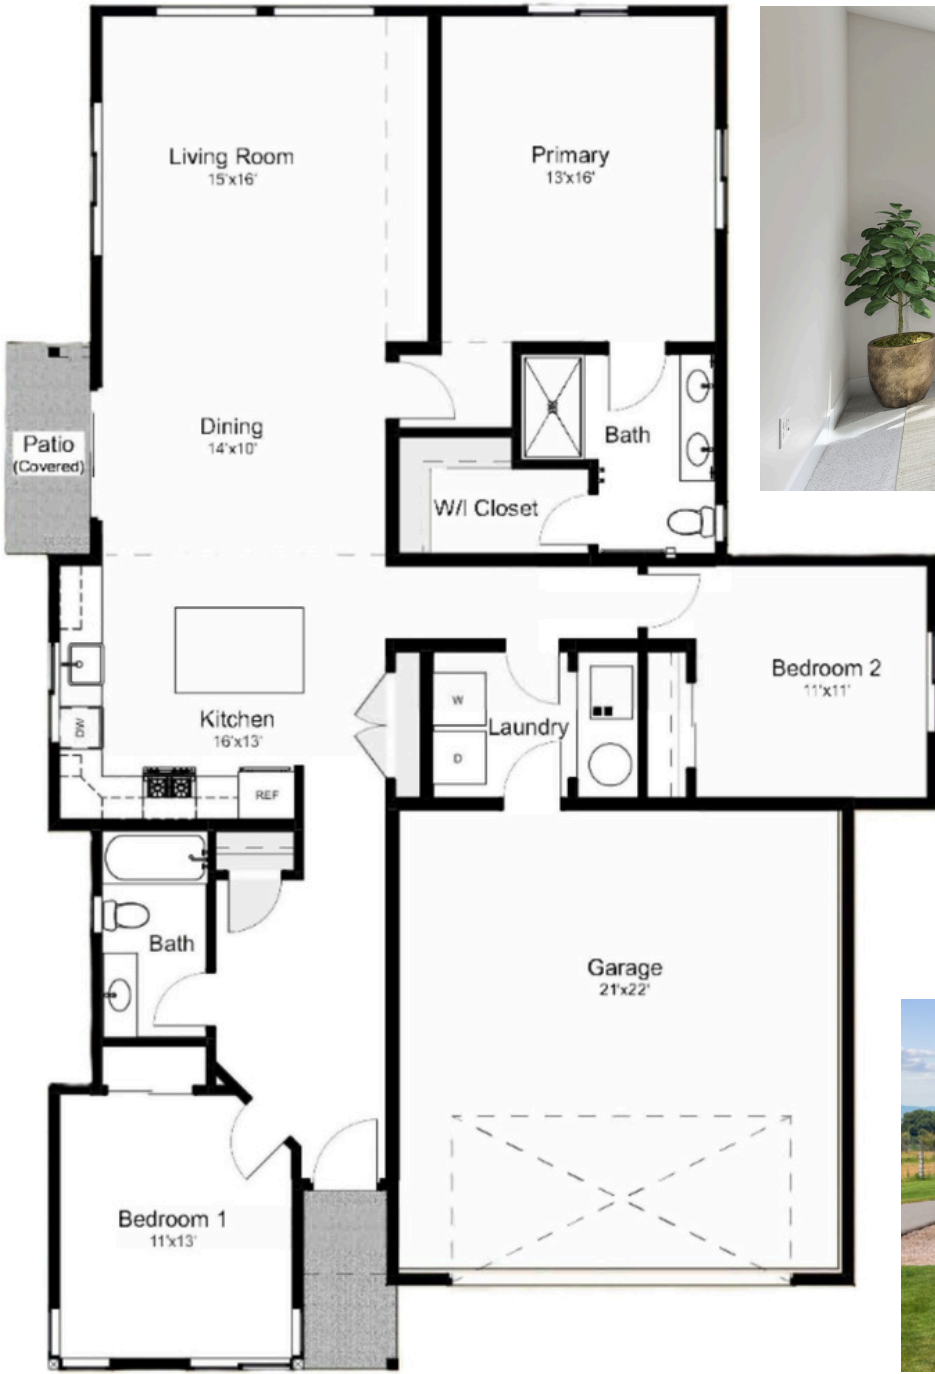 Living Room
15'x16'
Primary
13'x16'
Patio
(Covered)
Dining
14'x10'
Bath
W/I Closet
Kitchen
16'x13'
DW
REF
W
D
Laundry
Bedroom 2
11'x11'
Bath
Garage
21'x22'
Bedroom 1
11'x13'